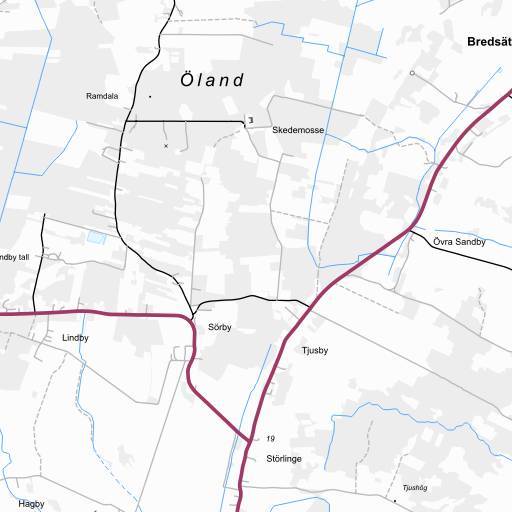 Bredsät
Öland
Ramdala
3
Skedemosse
Övra Sandby
ndby tall
Sörby
Lindby
Tjusby
19
Störlinge
Tjushög
Hagby